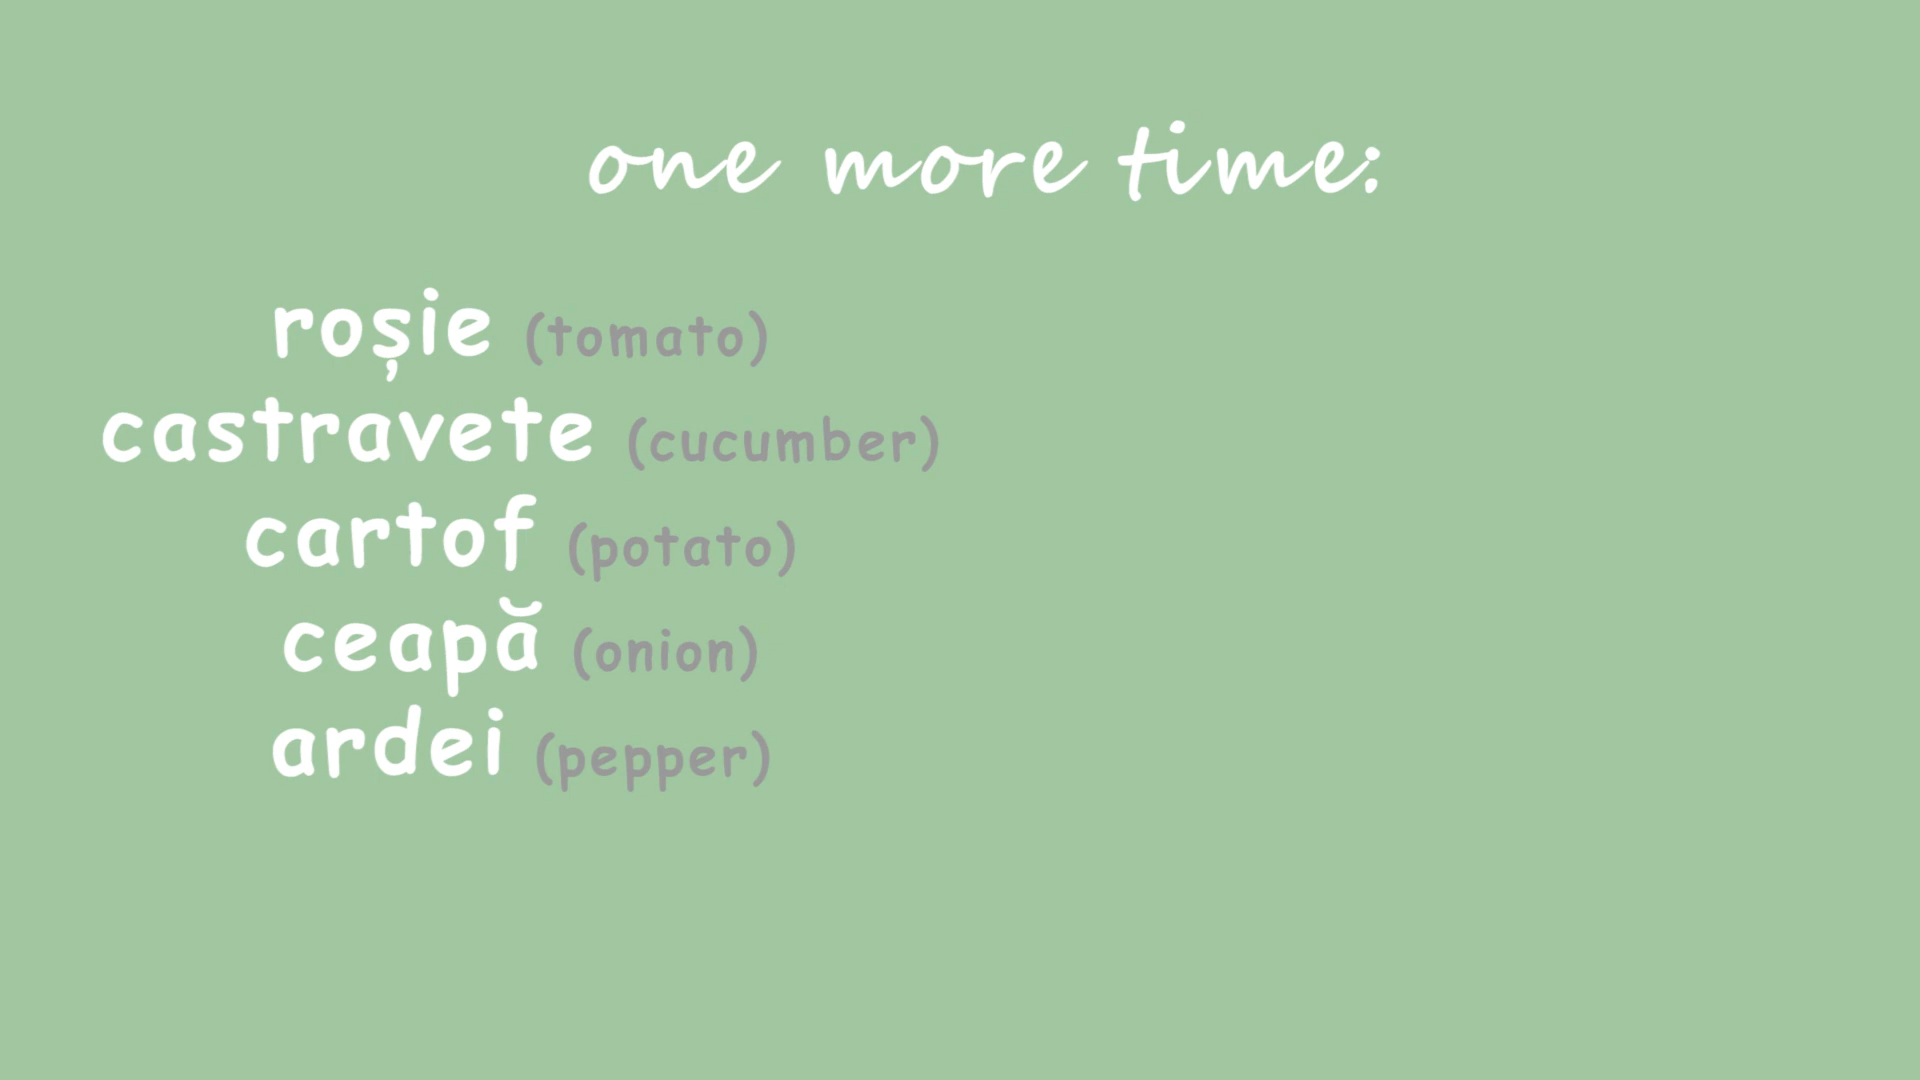 one more time:
roșie (tomato)
castravete (cucumber)
cartof (potato)
ceapă (onion)
ardei (pepper)